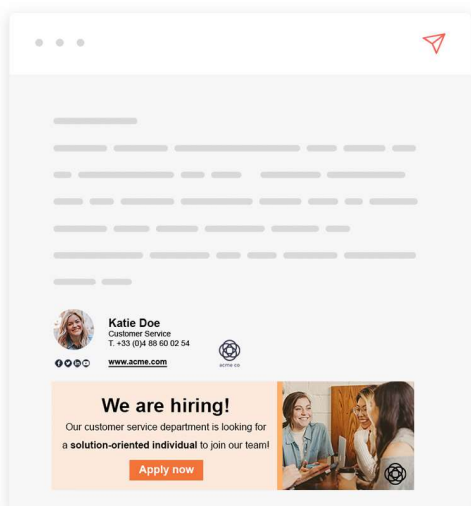 Katie Doe
Customer Service
T. +33 (0)4 88 60 02 54
www.acme.com
acme co
We are hiring!
Our customer service department is looking for
a solution-oriented individual to join our team!
Apply now